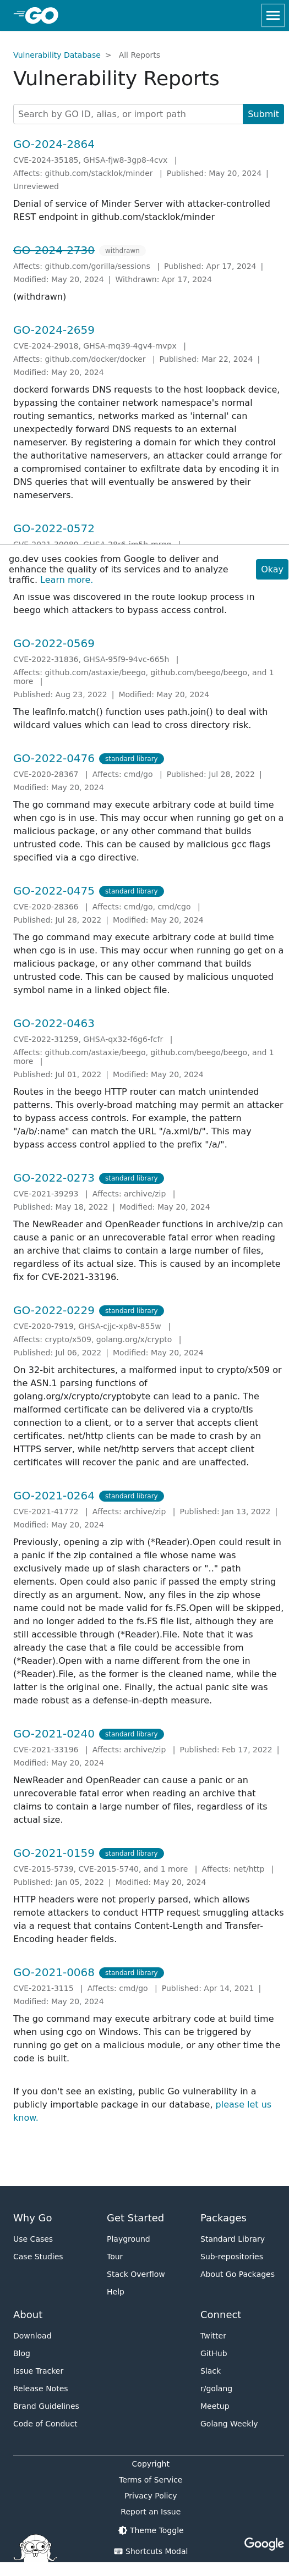 GO
Vulnerability Database > All Reports
Vulnerability Reports
Search by GO ID, alias, or import path
Submit
GO-2024-2864
CVE-2024-35185, GHSA-fjw8-3gp8-4cvx |
Affects: github.com/stacklok/minder | Published: May 20, 2024 |
Unreviewed
Denial of service of Minder Server with attacker-controlled
REST endpoint in github.com/stacklok/minder
GO-2024-2730 withdrawn
Affects: github.com/gorilla/sessions | Published: Apr 17, 2024 |
Modified: May 20, 2024 | Withdrawn: Apr 17, 2024
(withdrawn)
GO-2024-2659
CVE-2024-29018, GHSA-mq39-4gv4-mvpx |
Affects: github.com/docker/docker | Published: Mar 22, 2024 |
Modified: May 20, 2024
dockerd forwards DNS requests to the host loopback device,
bypassing the container network namespace's normal
routing semantics, networks marked as 'internal' can
unexpectedly forward DNS requests to an external
nameserver. By registering a domain for which they control
the authoritative nameservers, an attacker could arrange for
a compromised container to exfiltrate data by encoding it in
DNS queries that will eventually be answered by their
nameservers.
GO-2022-0572
go.dev uses cookies from Google to deliver and
enhance the quality of its services and to analyze
traffic. Learn more.
Okay
An issue was discovered in the route lookup process in
beego which attackers to bypass access control.
GO-2022-0569
CVE-2022-31836, GHSA-95f9-94vc-665h |
Affects: github.com/astaxie/beego, github.com/beego/beego, and 1
more |
Published: Aug 23, 2022 | Modified: May 20, 2024
The leafInfo.match() function uses path.join() to deal with
wildcard values which can lead to cross directory risk.
GO-2022-0476 standard library
CVE-2020-28367 | Affects: cmd/go | Published: Jul 28, 2022 |
Modified: May 20, 2024
The go command may execute arbitrary code at build time
when cgo is in use. This may occur when running go get on a
malicious package, or any other command that builds
untrusted code. This can be caused by malicious gcc flags
specified via a cgo directive.
GO-2022-0475 standard library
CVE-2020-28366 | Affects: cmd/go, cmd/cgo |
Published: Jul 28, 2022 | Modified: May 20, 2024
The go command may execute arbitrary code at build time
when cgo is in use. This may occur when running go get on a
malicious package, or any other command that builds
untrusted code. This can be caused by malicious unquoted
symbol name in a linked object file.
GO-2022-0463
CVE-2022-31259, GHSA-qx32-f6g6-fcfr |
Affects: github.com/astaxie/beego, github.com/beego/beego, and 1
more |
Published: Jul 01, 2022 | Modified: May 20, 2024
Routes in the beego HTTP router can match unintended
patterns. This overly-broad matching may permit an attacker
to bypass access controls. For example, the pattern
"/a/b/:name" can match the URL "/a.xml/b/". This may
bypass access control applied to the prefix "/a/".
GO-2022-0273 standard library
CVE-2021-39293 | Affects: archive/zip |
Published: May 18, 2022 | Modified: May 20, 2024
The NewReader and OpenReader functions in archive/zip can
cause a panic or an unrecoverable fatal error when reading
an archive that claims to contain a large number of files,
regardless of its actual size. This is caused by an incomplete
fix for CVE-2021-33196.
GO-2022-0229 standard library
CVE-2020-7919, GHSA-cjjc-xp8v-855w |
Affects: crypto/x509, golang.org/x/crypto |
Published: Jul 06, 2022 | Modified: May 20, 2024
On 32-bit architectures, a malformed input to crypto/x509 or
the ASN.1 parsing functions of
golang.org/x/crypto/cryptobyte can lead to a panic. The
malformed certificate can be delivered via a crypto/tls
connection to a client, or to a server that accepts client
certificates. net/http clients can be made to crash by an
HTTPS server, while net/http servers that accept client
certificates will recover the panic and are unaffected.
GO-2021-0264 standard library
CVE-2021-41772 | Affects: archive/zip | Published: Jan 13, 2022 |
Modified: May 20, 2024
Previously, opening a zip with (*Reader).Open could result in
a panic if the zip contained a file whose name was
exclusively made up of slash characters or ".." path
elements. Open could also panic if passed the empty string
directly as an argument. Now, any files in the zip whose
name could not be made valid for fs.FS.Open will be skipped,
and no longer added to the fs.FS file list, although they are
still accessible through (*Reader).File. Note that it was
already the case that a file could be accessible from
(*Reader).Open with a name different from the one in
(*Reader).File, as the former is the cleaned name, while the
latter is the original one. Finally, the actual panic site was
made robust as a defense-in-depth measure.
GO-2021-0240 standard library
CVE-2021-33196 | Affects: archive/zip | Published: Feb 17, 2022 |
Modified: May 20, 2024
NewReader and OpenReader can cause a panic or an
unrecoverable fatal error when reading an archive that
claims to contain a large number of files, regardless of its
actual size.
GO-2021-0159 standard library
CVE-2015-5739, CVE-2015-5740, and 1 more | Affects: net/http |
Published: Jan 05, 2022 | Modified: May 20, 2024
HTTP headers were not properly parsed, which allows
remote attackers to conduct HTTP request smuggling attacks
via a request that contains Content-Length and Transfer-
Encoding header fields.
GO-2021-0068 standard library
CVE-2021-3115 | Affects: cmd/go | Published: Apr 14, 2021 |
Modified: May 20, 2024
The go command may execute arbitrary code at build time
when using cgo on Windows. This can be triggered by
running go get on a malicious module, or any other time the
code is built.
If you don't see an existing, public Go vulnerability in a
publicly importable package in our database, please let us
know.
Why Go
Use Cases
Case Studies
Get Started
Playground
Tour
Stack Overflow
Help
Packages
Standard Library
Sub-repositories
About Go Packages
About
Download
Blog
Issue Tracker
Release Notes
Brand Guidelines
Code of Conduct
Connect
Twitter
GitHub
Slack
r/golang
Meetup
Golang Weekly
Copyright
Terms of Service
Privacy Policy
Report an Issue
Theme Toggle
Shortcuts Modal
Google